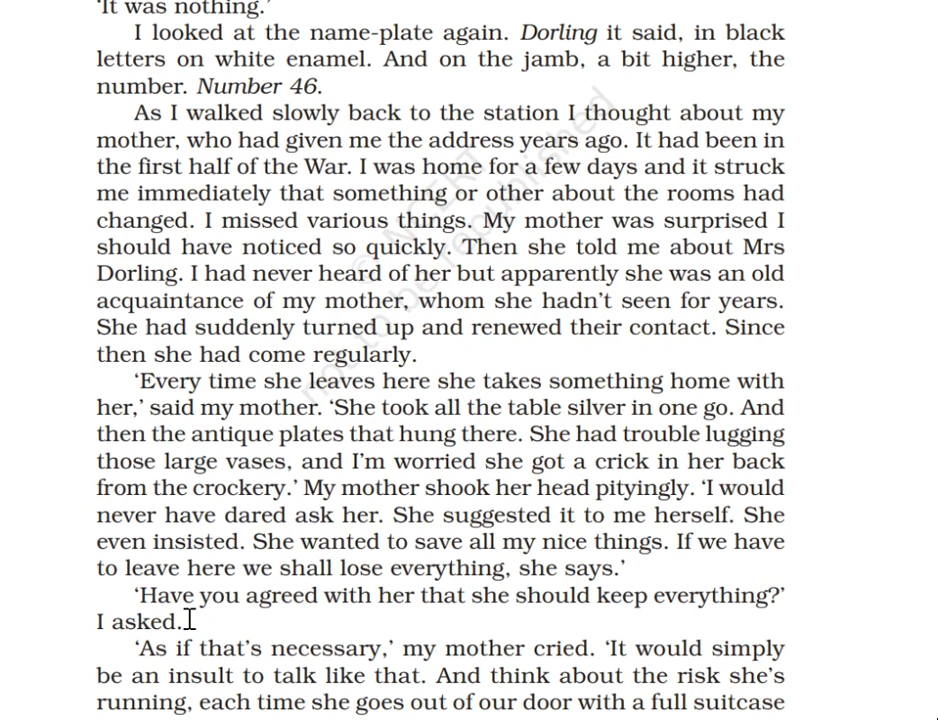 ‘It was nothing.’
I looked at the name-plate again. Dorling it said, in black
letters on white enamel. And on the jamb, a bit higher, the
number. Number 46.
As I walked slowly back to the station I thought about my
mother, who had given me the address years ago. It had been in
the first half of the War. I was home for a few days and it struck
me immediately that something or other about the rooms had
changed. I missed various things. My mother was surprised I
should have noticed so quickly. Then she told me about Mrs
Dorling. I had never heard of her but apparently she was an old
acquaintance of my mother, whom she hadn’t seen for years.
She had suddenly turned up and renewed their contact. Since
then she had come regularly.
‘Every time she leaves here she takes something home with
her,’ said my mother. ‘She took all the table silver in one go. And
then the antique plates that hung there. She had trouble lugging
those large vases, and I’m worried she got a crick in her back
from the crockery.’ My mother shook her head pityingly. ‘I would
never have dared ask her. She suggested it to me herself. She
even insisted. She wanted to save all my nice things. If we have
to leave here we shall lose everything, she says.’
‘Have you agreed with her that she should keep everything?’
I asked.
‘As if that’s necessary,’ my mother cried. ‘It would simply
be an insult to talk like that. And think about the risk she’s
running, each time she goes out of our door with a full suitcase
© NCERT
not to be republished